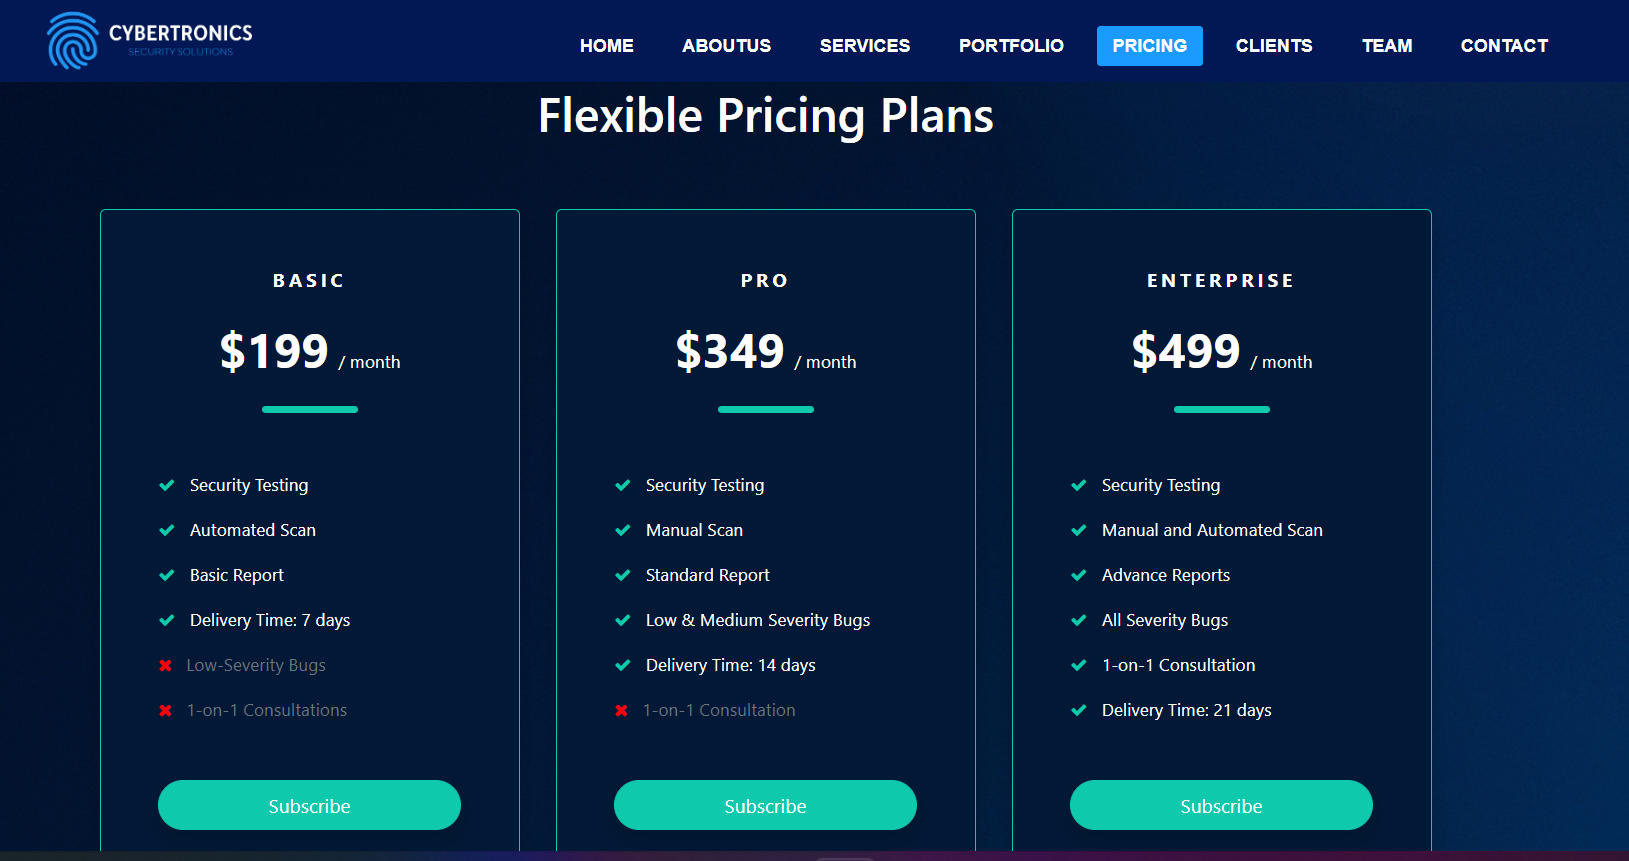 CYBERTRONICS
SECURITY SOLUTIONS
HOME ABOUTUS SERVICES PORTFOLIO PRICING CLIENTS TEAM CONTACT
Flexible Pricing Plans
BASIC
$199 / month
Security Testing
Automated Scan
Basic Report
Delivery Time: 7 days
Low-Severity Bugs
1-on-1 Consultations
Subscribe
PRO
$349 / month
Security Testing
Manual Scan
Standard Report
Low & Medium Severity Bugs
Delivery Time: 14 days
1-on-1 Consultation
Subscribe
ENTERPRISE
$499 / month
Security Testing
Manual and Automated Scan
Advance Reports
All Severity Bugs
1-on-1 Consultation
Delivery Time: 21 days
Subscribe